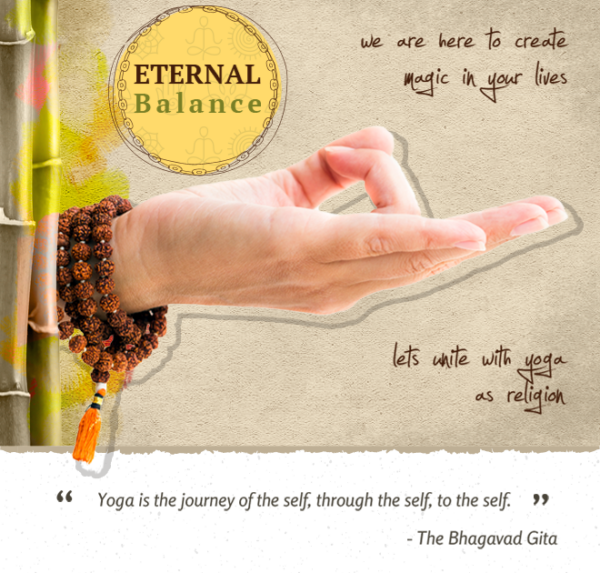 ETERNAL
Balance
we are here to create
magic in your lives
lets unite with yoga
as religion
“ Yoga is the journey of the self, through the self, to the self. ”
- The Bhagavad Gita